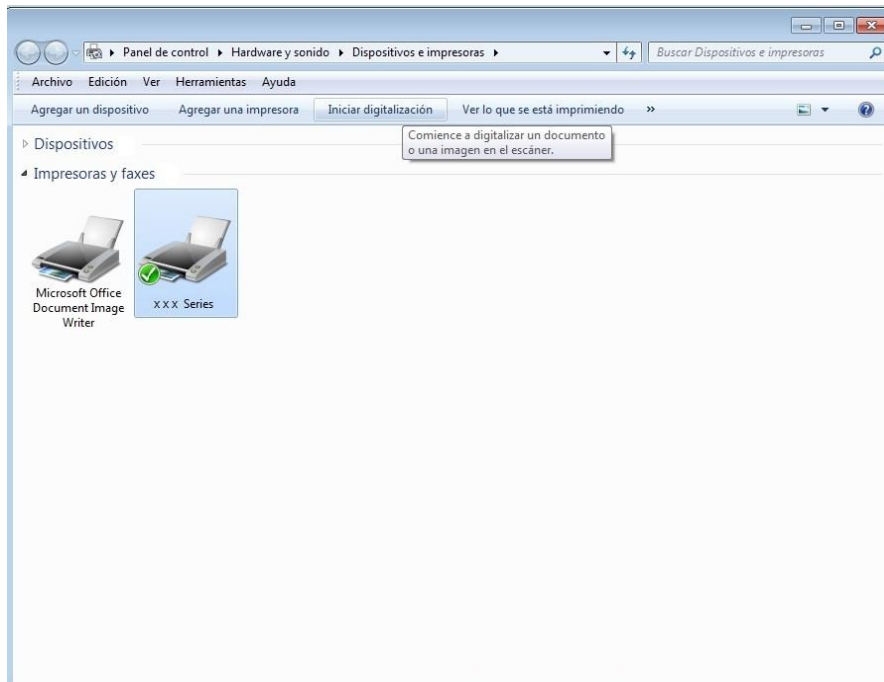 Panel de control Hardware y sonido Dispositivos e impresoras Buscar Dispositivos e impresoras
Archivo Edición Ver Herramientas Ayuda
Agregar un dispositivo Agregar una impresora Iniciar digitalización Ver lo que se está imprimiendo »
Comience a digitalizar un documento
o una imagen en el escáner.
Dispositivos
Impresoras y faxes
Microsoft Office
Document Image
Writer
x x x Series